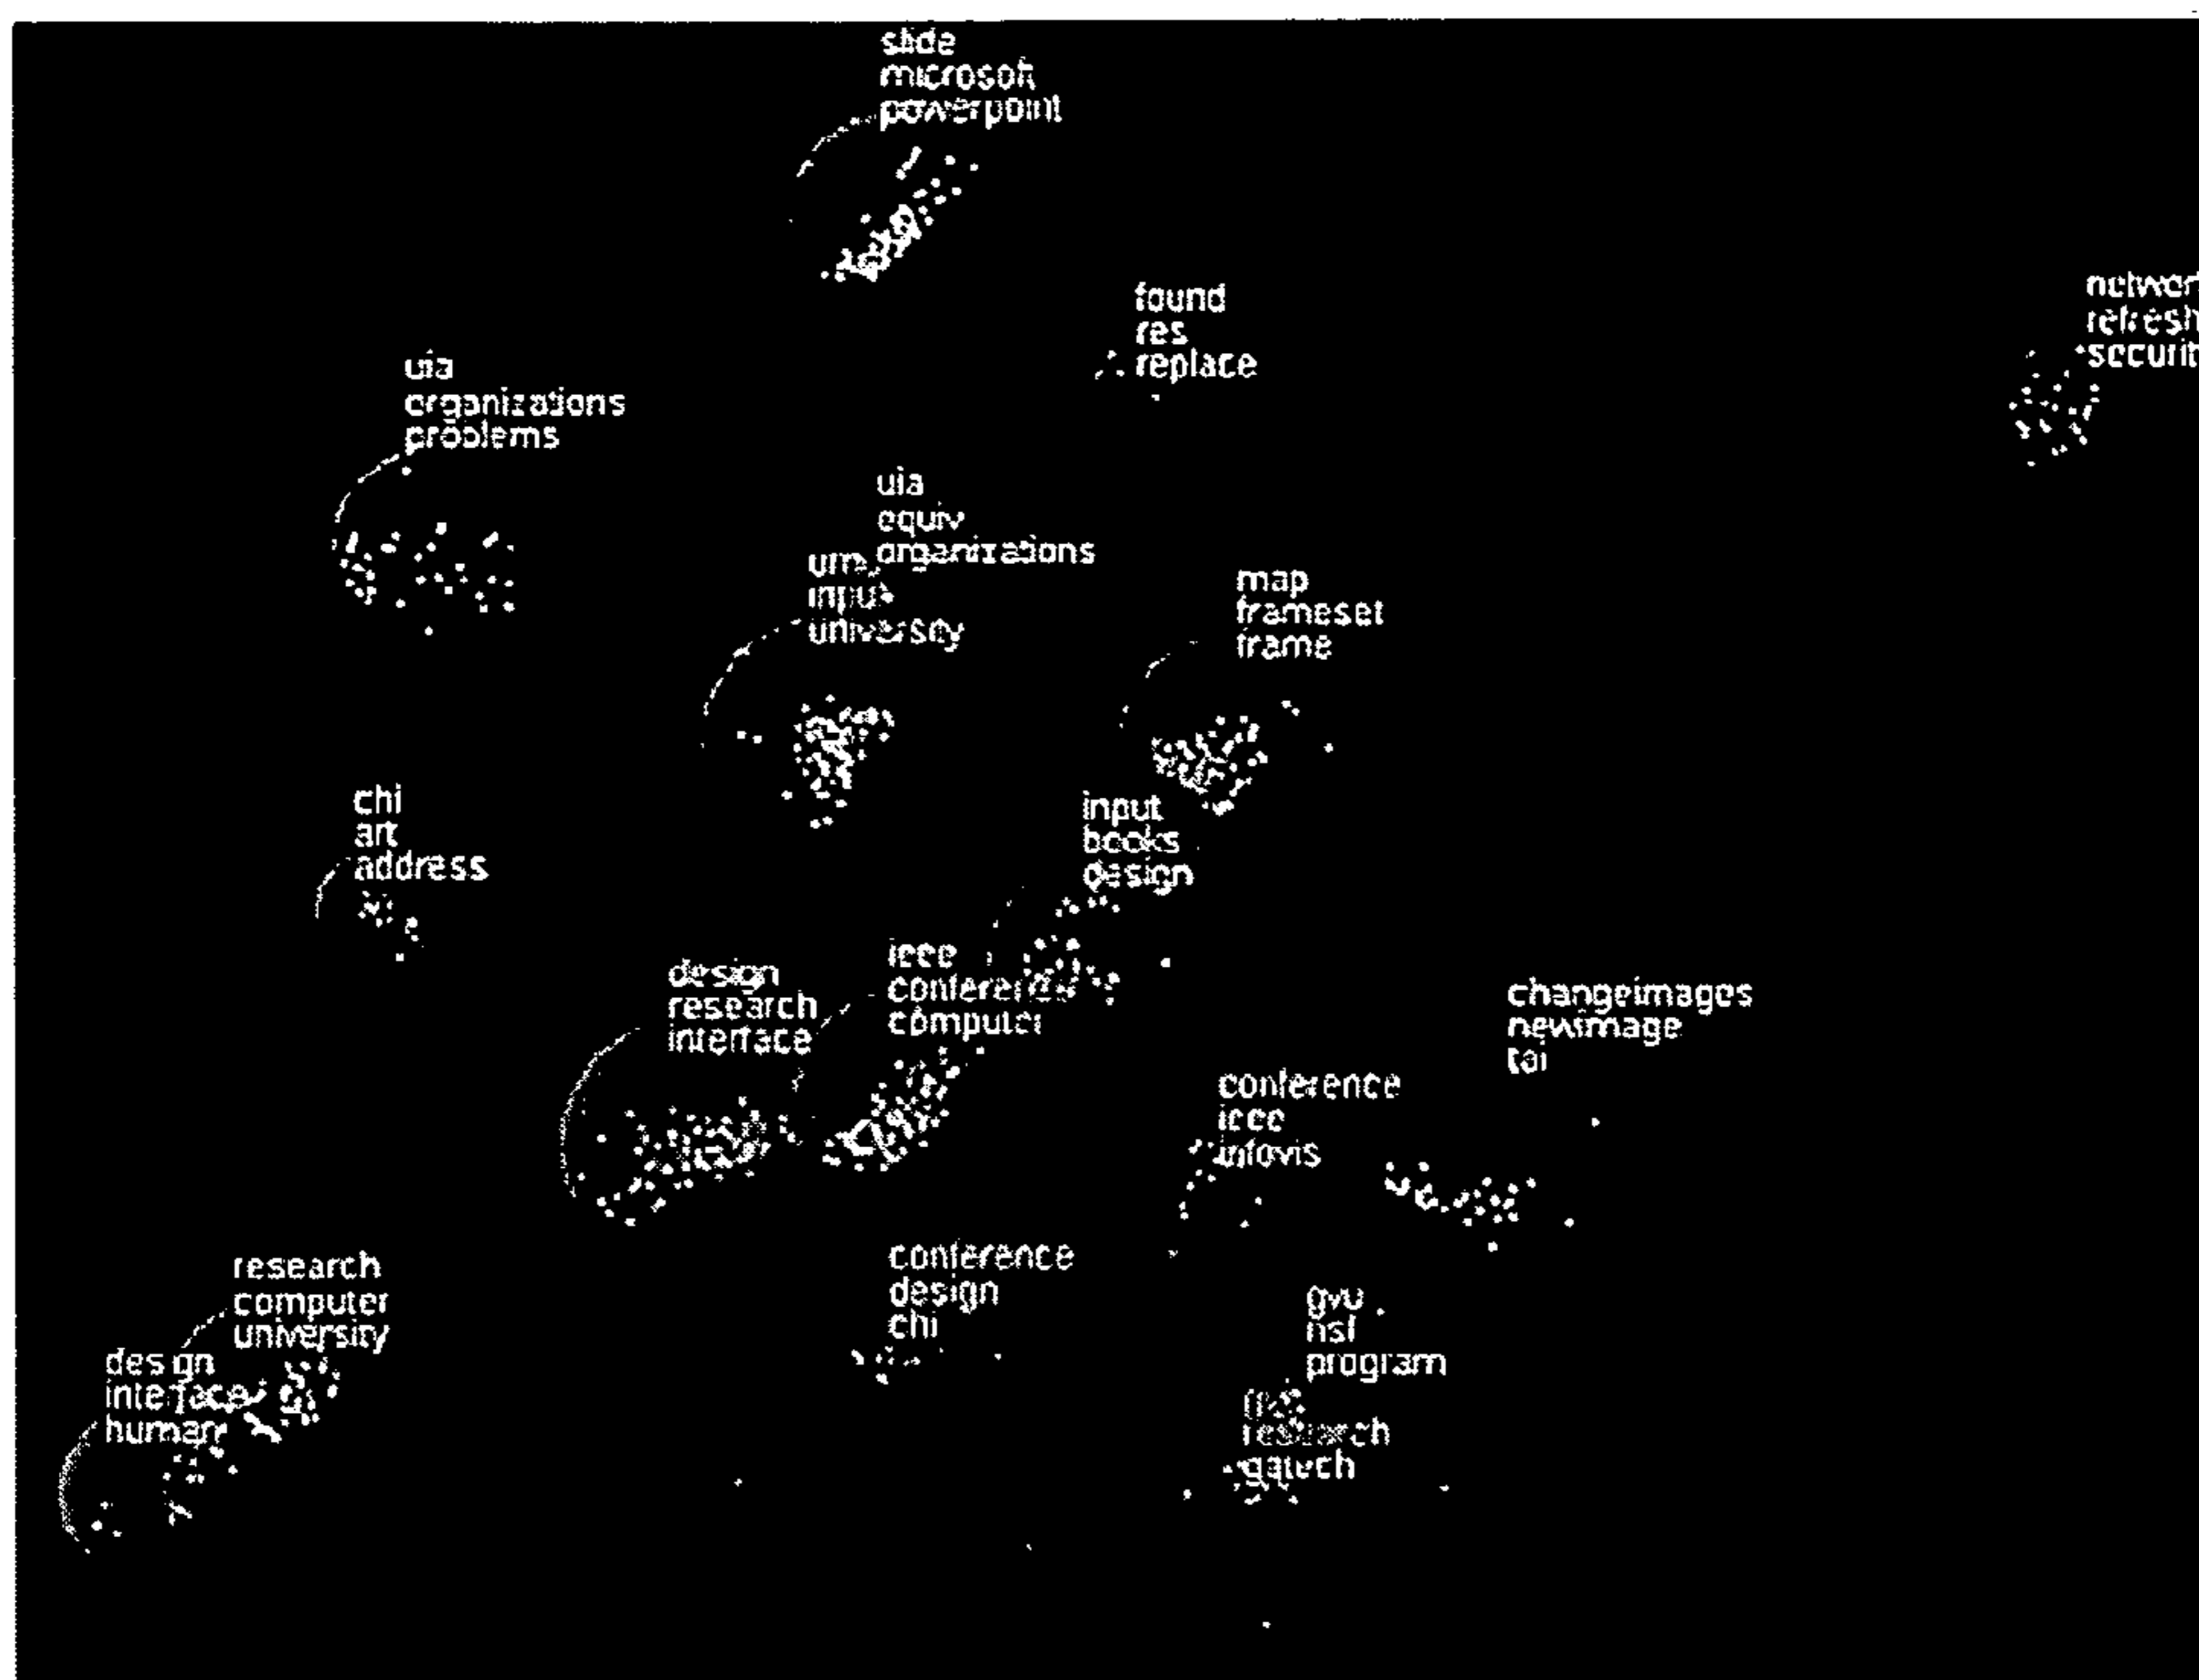 slide
microsoft
powerpoint
found
res
replace
refresh
uia
organizations
problems
uia
equiv
organizations
input
university
map
frameset
frame
chi
art
address
input
books
design
design
research
interface
ieee
conference
computer
changeimages
newimage
conference
ieee
infovis
research
computer
university
design
interface
human
conference
design
chi
gvu
nsf
program
research
gatech